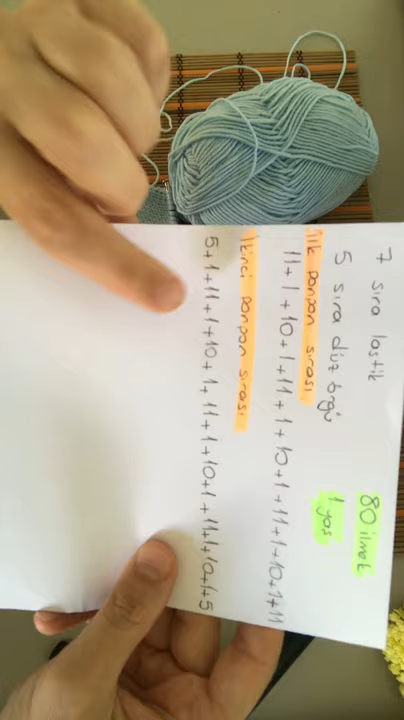 7 sıra lastik 80 ilmek
5 sıra düz örgü 1 yaş
İlk ponpon sırası
11+1+10+1+11+1+10+1+11+1+10+1+11
İkinci ponpon sırası
5+1+11+1+10+1+11+1+10+1+11+1+10+1+5